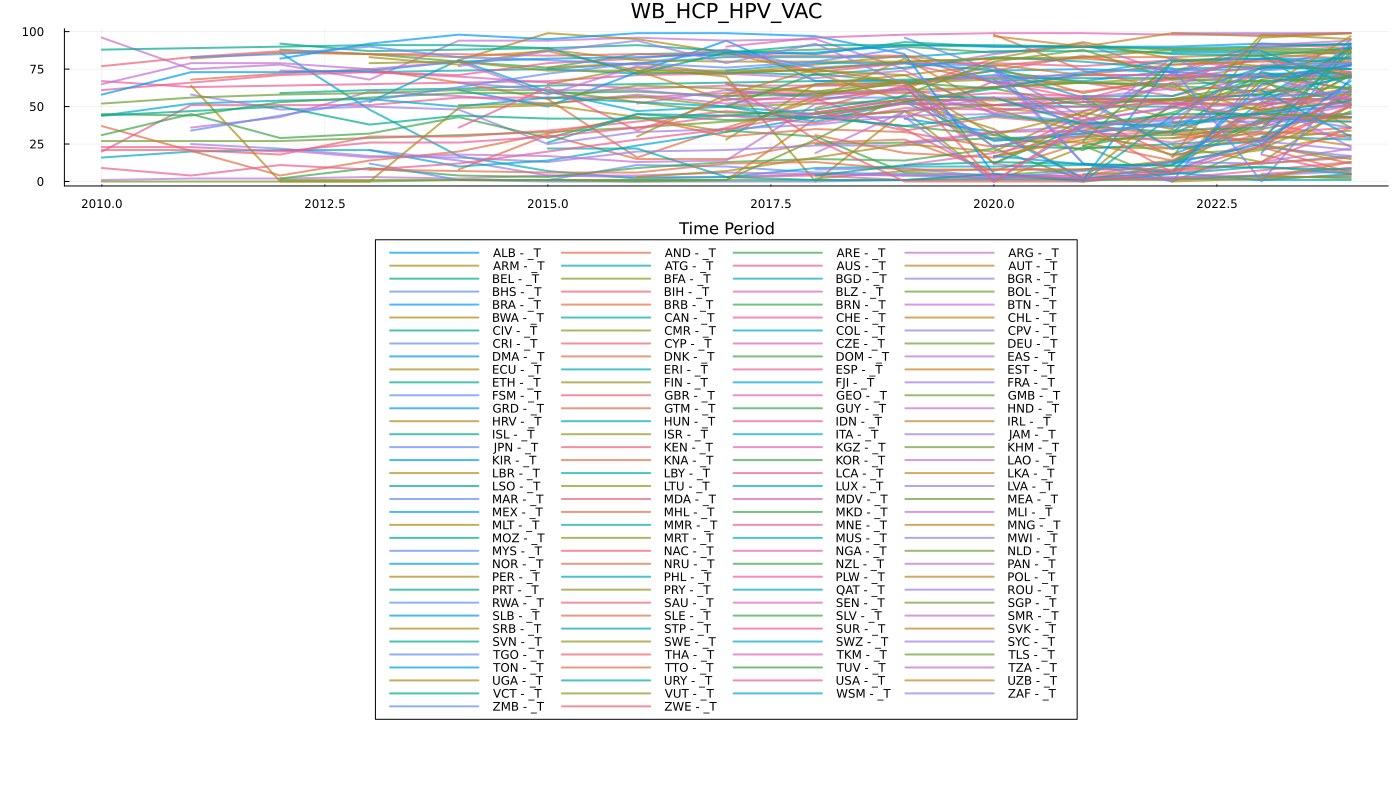 WB_HCP_HPV_VAC
100
75
50
25
0
2010.0 2012.5 2015.0 2017.5 2020.0 2022.5
Time Period
ALB - _T AND - _T ARE - _T ARG - _T
ARM - _T ATG - _T AUS - _T AUT - _T
BEL - _T BFA - _T BGD - _T BGR - _T
BHS - _T BIH - _T BLZ - _T BOL - _T
BRA - _T BRB - _T BRN - _T BTN - _T
BWA - _T CAN - _T CHE - _T CHL - _T
CIV - _T CMR - _T COL - _T CPV - _T
CRI - _T CYP - _T CZE - _T DEU - _T
DMA - _T DNK - _T DOM - _T EAS - _T
ECU - _T ERI - _T ESP - _T EST - _T
ETH - _T FIN - _T FJI - _T FRA - _T
FSM - _T GBR - _T GEO - _T GMB - _T
GRD - _T GTM - _T GUY - _T HND - _T
HRV - _T HUN - _T IDN - _T IRL - _T
ISL - _T ISR - _T ITA - _T JAM - _T
JPN - _T KEN - _T KGZ - _T KHM - _T
KIR - _T KNA - _T KOR - _T LAO - _T
LBR - _T LBY - _T LCA - _T LKA - _T
LSO - _T LTU - _T LUX - _T LVA - _T
MAR - _T MDA - _T MDV - _T MEA - _T
MEX - _T MHL - _T MKD - _T MLI - _T
MLT - _T MMR - _T MNE - _T MNG - _T
MOZ - _T MRT - _T MUS - _T MWI - _T
MYS - _T NAC - _T NGA - _T NLD - _T
NOR - _T NRU - _T NZL - _T PAN - _T
PER - _T PHL - _T PLW - _T POL - _T
PRT - _T PRY - _T QAT - _T ROU - _T
RWA - _T SAU - _T SEN - _T SGP - _T
SLB - _T SLE - _T SLV - _T SMR - _T
SRB - _T STP - _T SUR - _T SVK - _T
SVN - _T SWE - _T SWZ - _T SYC - _T
TGO - _T THA - _T TKM - _T TLS - _T
TON - _T TTO - _T TUV - _T TZA - _T
UGA - _T URY - _T USA - _T UZB - _T
VCT - _T VUT - _T WSM - _T ZAF - _T
ZMB - _T ZWE - _T